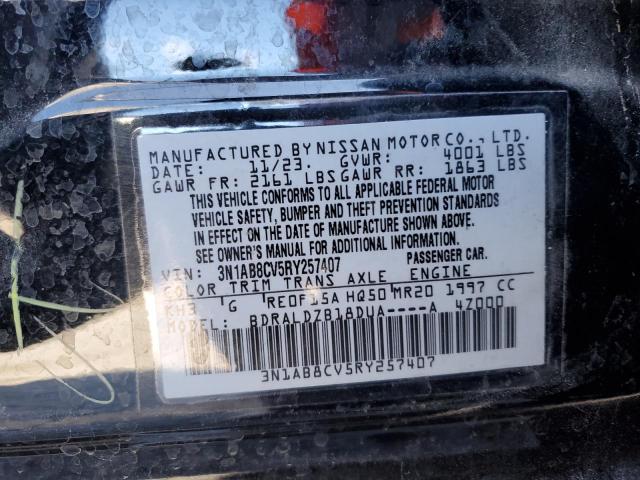 MANUFACTURED BY NISSAN MOTOR CO., LTD.
DATE: 11/23. GVWR: 4001 LBS
GAWR FR: 2161 LBS GAWR RR: 1863 LBS
THIS VEHICLE CONFORMS TO ALL APPLICABLE FEDERAL MOTOR
VEHICLE SAFETY, BUMPER AND THEFT PREVENTION STANDARDS
IN EFFECT ON THE DATE OF MANUFACTURE SHOWN ABOVE.
SEE OWNER'S MANUAL FOR ADDITIONAL INFORMATION.
VIN: 3N1AB8CV5RY257407 PASSENGER CAR.
COLOR TRIM TRANS AXLE ENGINE
KH3 G RE0F15A HQ50 MR20 1997 CC
MODEL: BDRALDZB18DUA-----A 4Z000
3N1AB8CV5RY257407